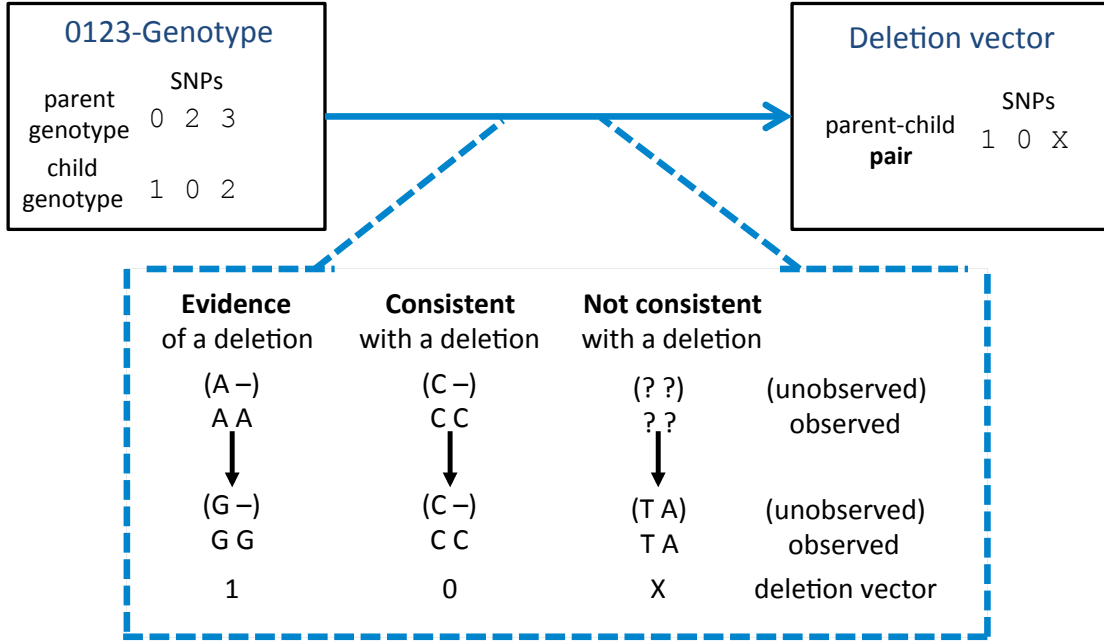 0123-Genotype
SNPs
parent
genotype
0 2 3
child
genotype
1 0 2
Deletion vector
SNPs
parent-child
pair
1 0 X
Evidence
of a deletion
Consistent
with a deletion
Not consistent
with a deletion
(A –) (C –) (? ?) (unobserved)
A A C C ? ? observed
(G –) (C –) (T A) (unobserved)
G G C C T A observed
1 0 X deletion vector